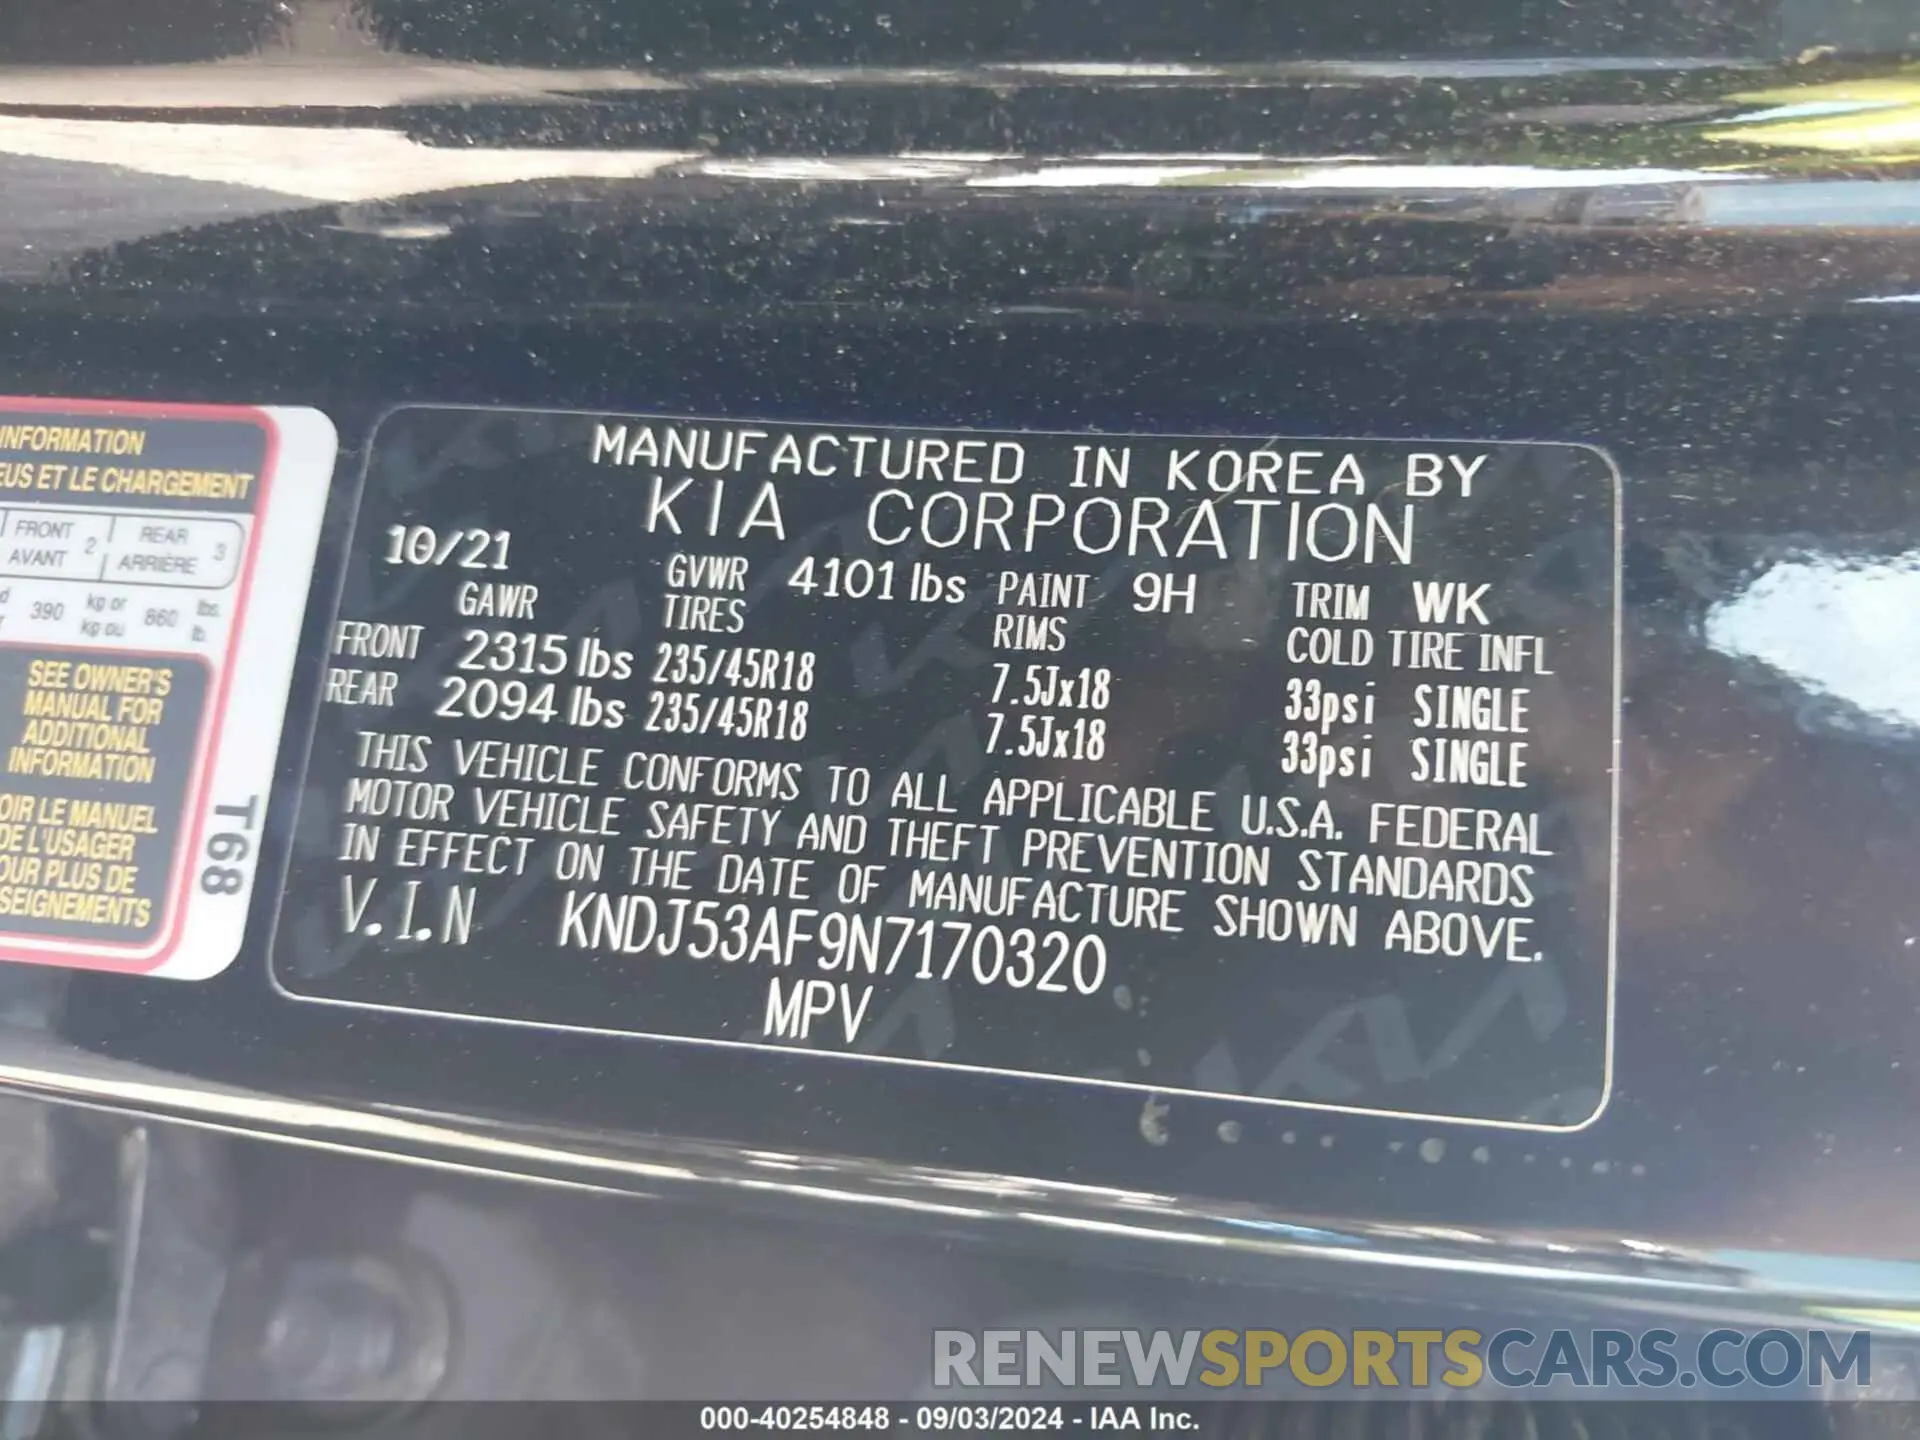 INFORMATION
EUS ET LE CHARGEMENT
FRONT 2 REAR 3
AVANT ARRIÈRE
390 kg or 860 lbs.
kg ou lb.
SEE OWNER'S
MANUAL FOR
ADDITIONAL
INFORMATION
OIR LE MANUEL
DE L'USAGER
OUR PLUS DE
SEIGNEMENTS
T68
MANUFACTURED IN KOREA BY
KIA CORPORATION
10/21 GVWR 4101 lbs PAINT 9H TRIM WK
GAWR TIRES RIMS COLD TIRE INFL
FRONT 2315 lbs 235/45R18 7.5Jx18 33psi SINGLE
REAR 2094 lbs 235/45R18 7.5Jx18 33psi SINGLE
THIS VEHICLE CONFORMS TO ALL APPLICABLE U.S.A. FEDERAL
MOTOR VEHICLE SAFETY AND THEFT PREVENTION STANDARDS
IN EFFECT ON THE DATE OF MANUFACTURE SHOWN ABOVE.
V.I.N KNDJ53AF9N7170320
MPV
RENEWSPORTSCARS.COM
000-40254848 - 09/03/2024 - IAA Inc.